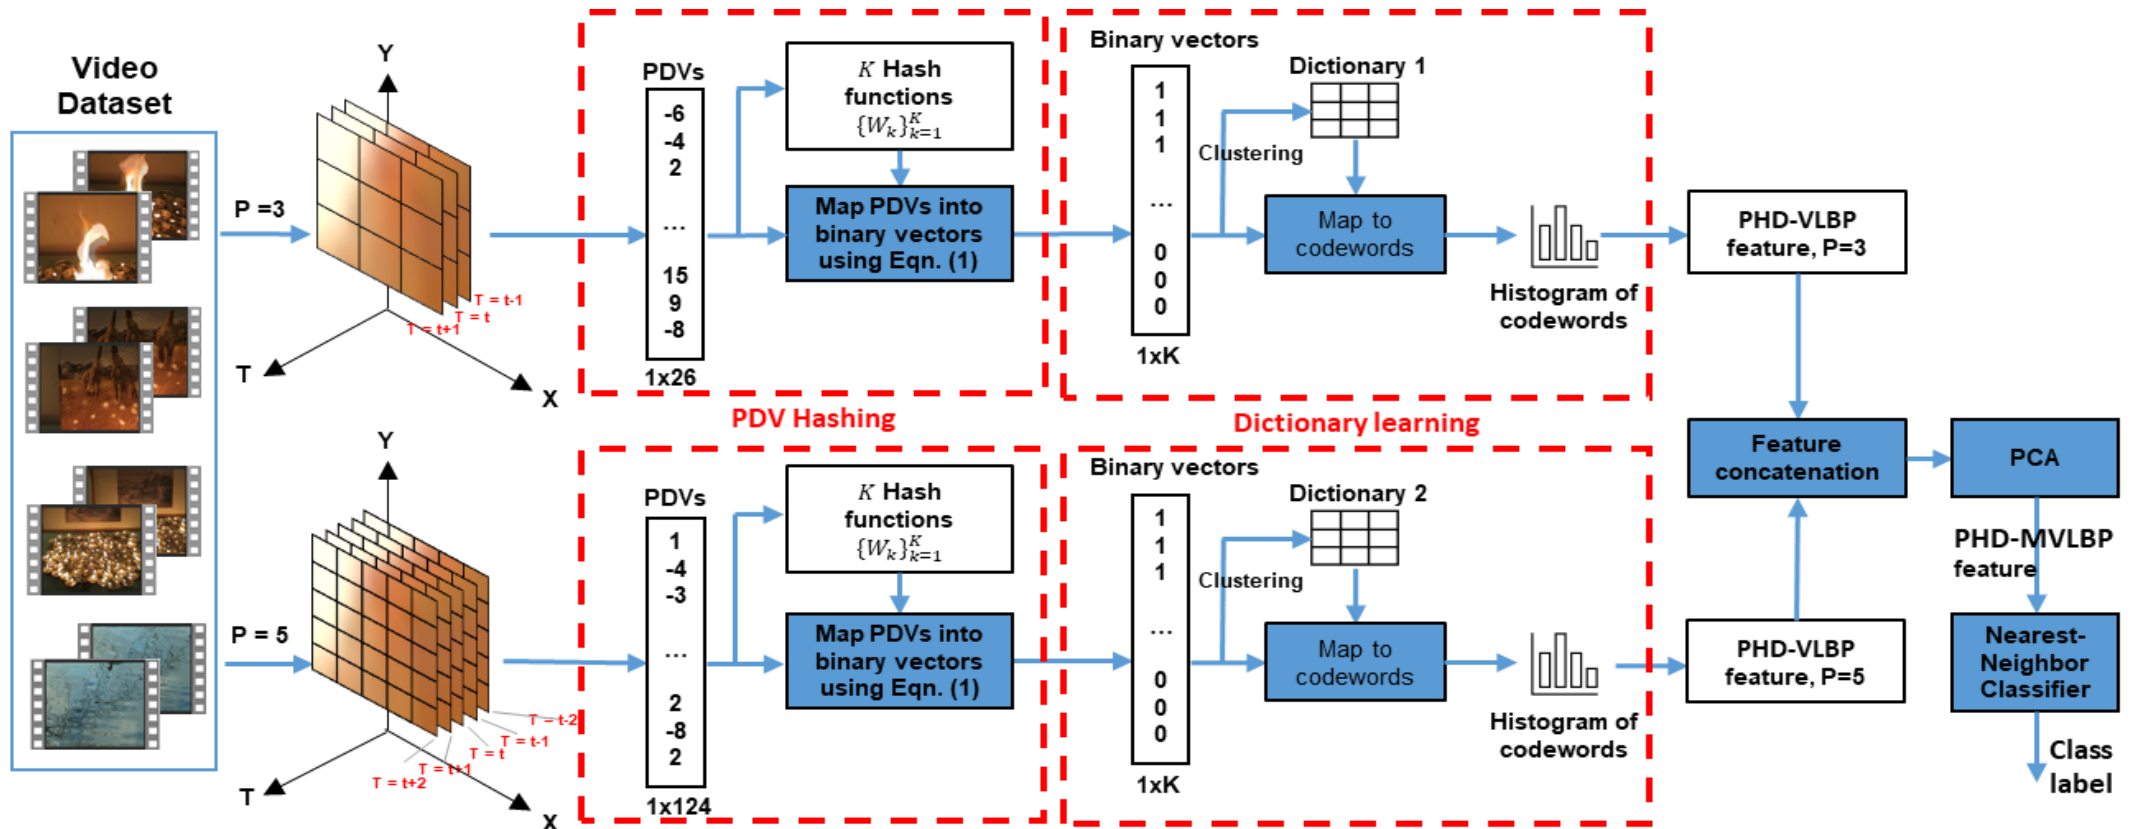 Video
Dataset
P =3
Y
T
X
T = t-1
T = t
T = t+1
PDVs
-6
-4
2
...
15
9
-8
1x26
K Hash
functions
{W_k}_{k=1}^K
Map PDVs into
binary vectors
using Eqn. (1)
Binary vectors
1
1
1
...
0
0
0
1xK
Clustering
Dictionary 1
Map to
codewords
Histogram of
codewords
PHD-VLBP
feature, P=3
PDV Hashing
Dictionary learning
P = 5
Y
T
X
T = t-2
T = t-1
T = t
T = t+1
T = t+2
PDVs
1
-4
-3
...
2
-8
2
1x124
K Hash
functions
{W_k}_{k=1}^K
Map PDVs into
binary vectors
using Eqn. (1)
Binary vectors
1
1
1
...
0
0
0
1xK
Clustering
Dictionary 2
Map to
codewords
Histogram of
codewords
PHD-VLBP
feature, P=5
Feature
concatenation
PCA
PHD-MVLBP
feature
Nearest-
Neighbor
Classifier
Class
label